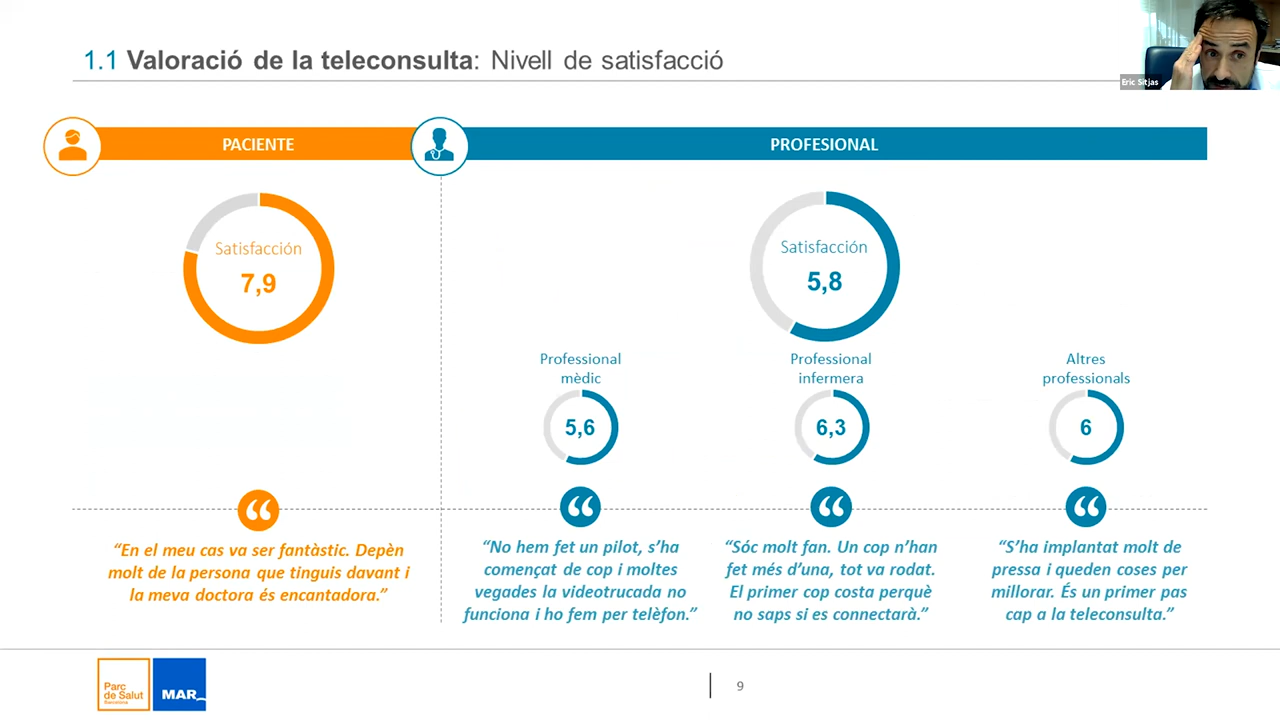 1.1 Valoració de la teleconsulta: Nivell de satisfacció
Eric Sitjas
PACIENTE
PROFESIONAL
Satisfacción
7,9
Satisfacción
5,8
Professional
mèdic
5,6
Professional
infermera
6,3
Altres
professionals
6
“En el meu cas va ser fantàstic. Depèn
molt de la persona que tinguis davant i
la meva doctora és encantadora.”
“No hem fet un pilot, s’ha
començat de cop i moltes
vegades la videotrucada no
funciona i ho fem per telèfon.”
“Sóc molt fan. Un cop n’han
fet més d’una, tot va rodat.
El primer cop costa perquè
no saps si es connectarà.”
“S’ha implantat molt de
pressa i queden coses per
millorar. És un primer pas
cap a la teleconsulta.”
Parc
de Salut
Barcelona
MAR
9